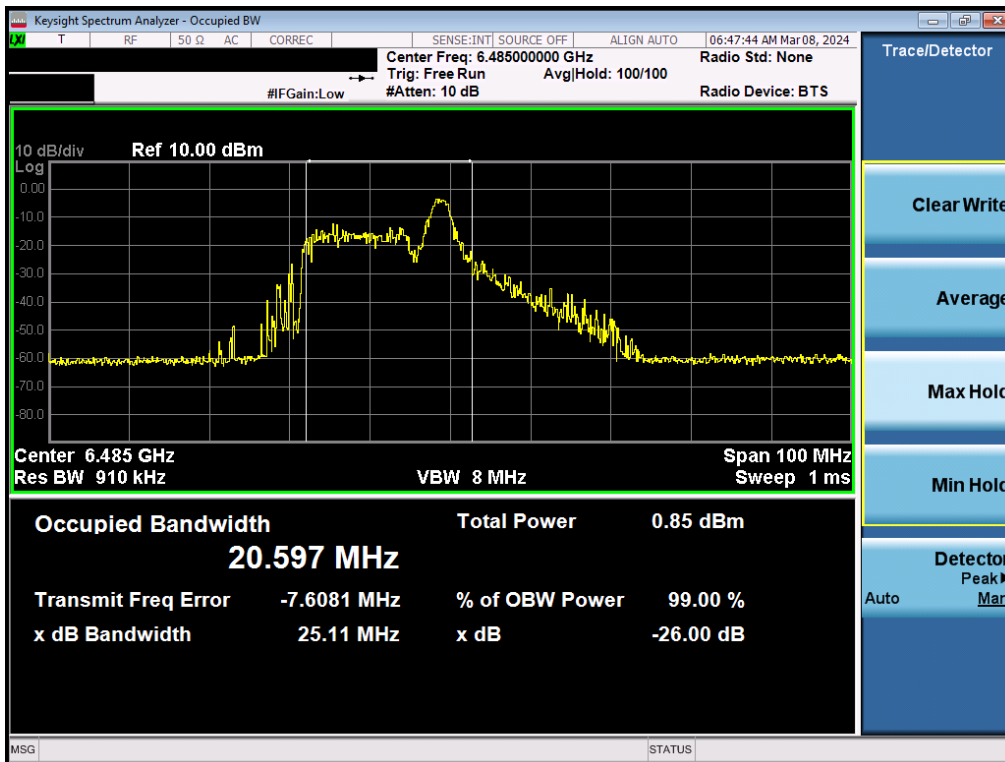 Keysight Spectrum Analyzer - Occupied BW
LXI T RF 50 Ω AC CORREC SENSE:INT SOURCE OFF ALIGN AUTO 06:47:44 AM Mar 08, 2024
Center Freq: 6.485000000 GHz Radio Std: None
Trig: Free Run Avg|Hold: 100/100
#IFGain:Low #Atten: 10 dB Radio Device: BTS
Trace/Detector
10 dB/div Ref 10.00 dBm
Log
0.00
-10.0
-20.0
-30.0
-40.0
-50.0
-60.0
-70.0
-80.0
Center 6.485 GHz Span 100 MHz
Res BW 910 kHz VBW 8 MHz Sweep 1 ms
Occupied Bandwidth Total Power 0.85 dBm
20.597 MHz
Transmit Freq Error -7.6081 MHz % of OBW Power 99.00 %
x dB Bandwidth 25.11 MHz x dB -26.00 dB
Clear Write
Average
Max Hold
Min Hold
Detector
Peak
Auto Man
MSG STATUS